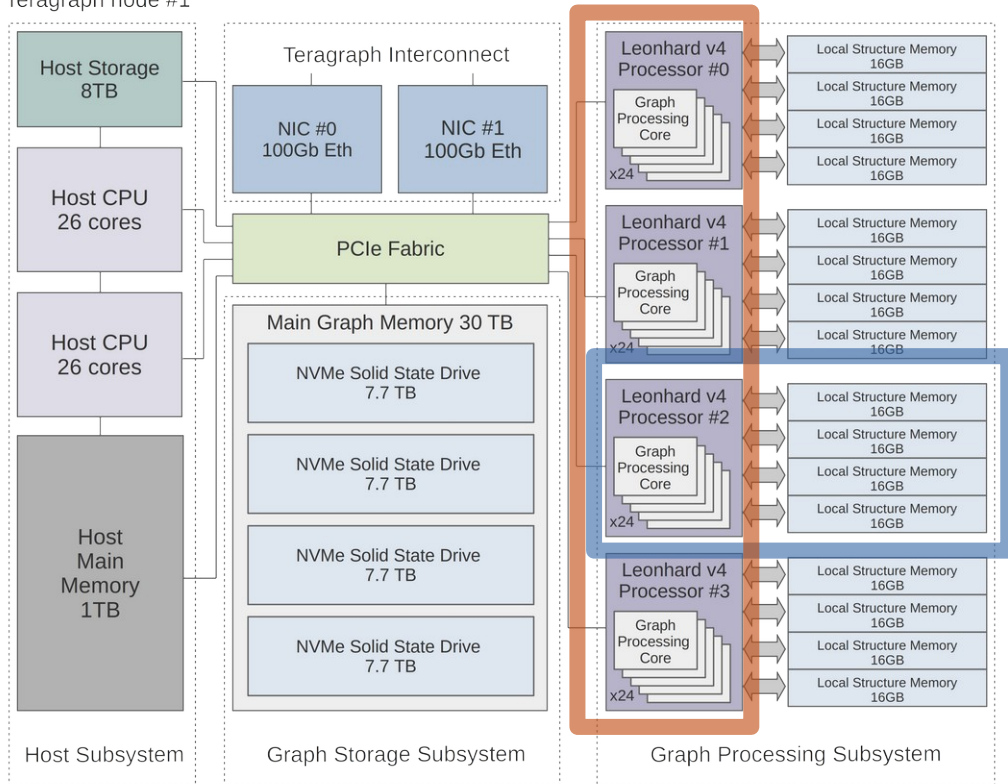 Teragraph node #1
Host Storage
8TB
Host CPU
26 cores
Host CPU
26 cores
Host
Main
Memory
1TB
Host Subsystem
Teragraph Interconnect
NIC #0
100Gb Eth
NIC #1
100Gb Eth
PCIe Fabric
Main Graph Memory 30 TB
NVMe Solid State Drive
7.7 TB
NVMe Solid State Drive
7.7 TB
NVMe Solid State Drive
7.7 TB
NVMe Solid State Drive
7.7 TB
Graph Storage Subsystem
Leonhard v4
Processor #0
Graph
Processing
Core
x24
Local Structure Memory
16GB
Local Structure Memory
16GB
Local Structure Memory
16GB
Local Structure Memory
16GB
Leonhard v4
Processor #1
Graph
Processing
Core
x24
Local Structure Memory
16GB
Local Structure Memory
16GB
Local Structure Memory
16GB
Local Structure Memory
16GB
Leonhard v4
Processor #2
Graph
Processing
Core
x24
Local Structure Memory
16GB
Local Structure Memory
16GB
Local Structure Memory
16GB
Local Structure Memory
16GB
Leonhard v4
Processor #3
Graph
Processing
Core
x24
Local Structure Memory
16GB
Local Structure Memory
16GB
Local Structure Memory
16GB
Local Structure Memory
16GB
Graph Processing Subsystem